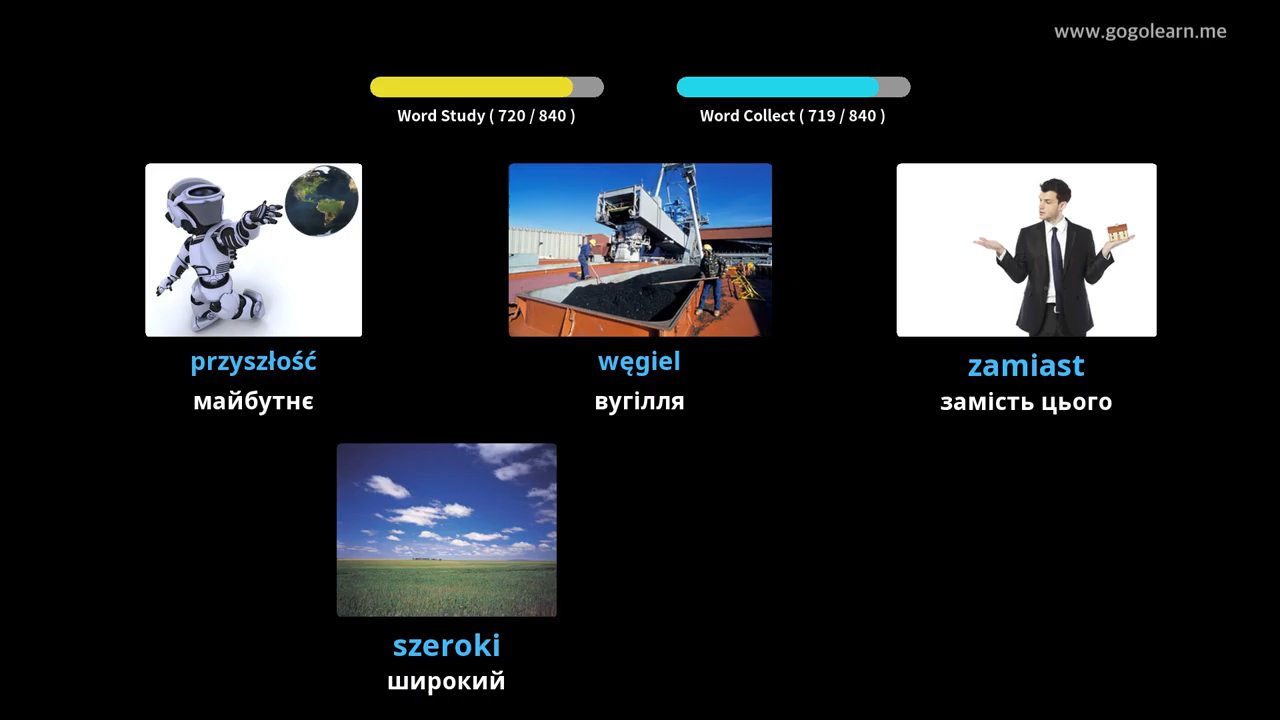 www.gogolearn.me
Word Study ( 720 / 840 )
Word Collect ( 719 / 840 )
przyszłość
майбутнє
węgiel
вугілля
zamiast
замість цього
szeroki
широкий